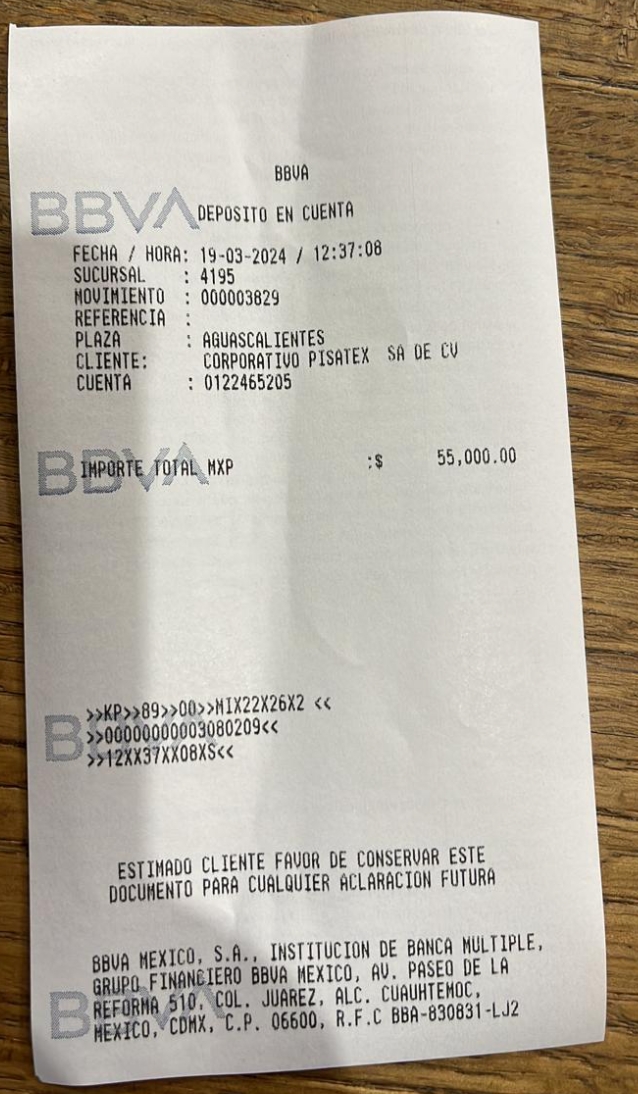 BBVA
BBVA DEPOSITO EN CUENTA
FECHA / HORA: 19-03-2024 / 12:37:08
SUCURSAL : 4195
MOVIMIENTO : 000003829
REFERENCIA :
PLAZA : AGUASCALIENTES
CLIENTE: CORPORATIVO PISATEX SA DE CV
CUENTA : 0122465205
BBVA
IMPORTE TOTAL MXP :$ 55,000.00
>>KP>>89>>00>>MIX22X26X2 <<
BBVA
>>00000000003080209<<
>>12XX37XX08XS<<
ESTIMADO CLIENTE FAVOR DE CONSERVAR ESTE
DOCUMENTO PARA CUALQUIER ACLARACION FUTURA
BBVA MEXICO, S.A., INSTITUCION DE BANCA MULTIPLE,
GRUPO FINANCIERO BBVA MEXICO, AV. PASEO DE LA
BBVA
REFORMA 510, COL. JUAREZ, ALC. CUAUHTEMOC,
MEXICO, CDMX, C.P. 06600, R.F.C BBA-830831-LJ2